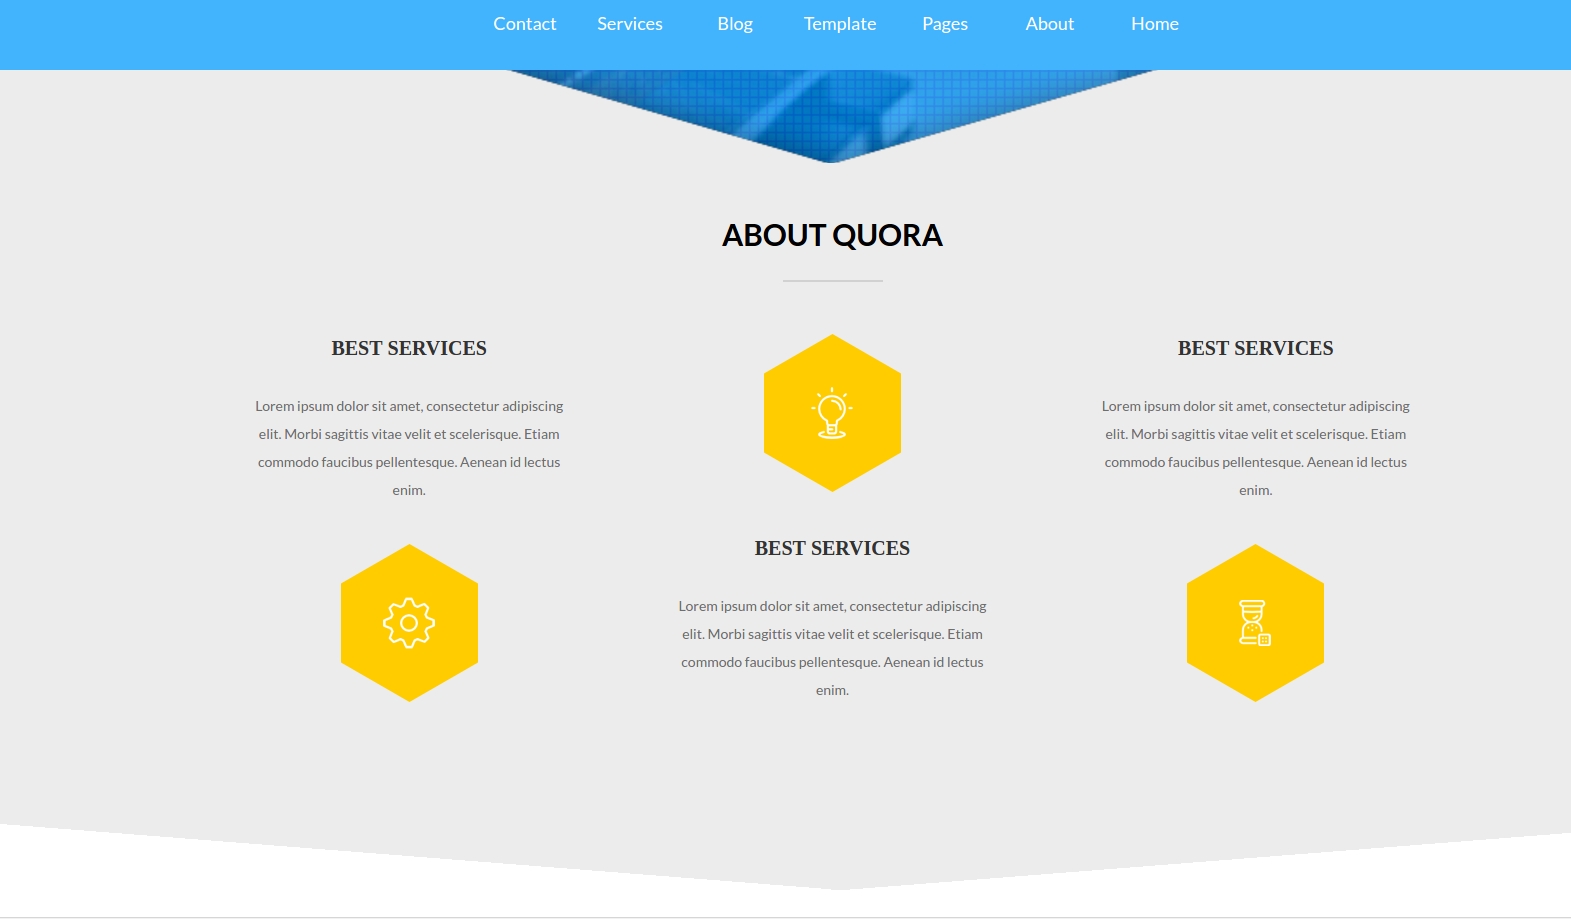 Contact Services Blog Template Pages About Home
ABOUT QUORA
BEST SERVICES
Lorem ipsum dolor sit amet, consectetur adipiscing
elit. Morbi sagittis vitae velit et scelerisque. Etiam
commodo faucibus pellentesque. Aenean id lectus
enim.
BEST SERVICES
Lorem ipsum dolor sit amet, consectetur adipiscing
elit. Morbi sagittis vitae velit et scelerisque. Etiam
commodo faucibus pellentesque. Aenean id lectus
enim.
BEST SERVICES
Lorem ipsum dolor sit amet, consectetur adipiscing
elit. Morbi sagittis vitae velit et scelerisque. Etiam
commodo faucibus pellentesque. Aenean id lectus
enim.